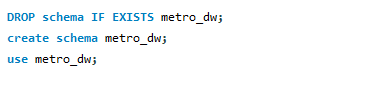 DROP schema IF EXISTS metro_dw;
create schema metro_dw;
use metro_dw;